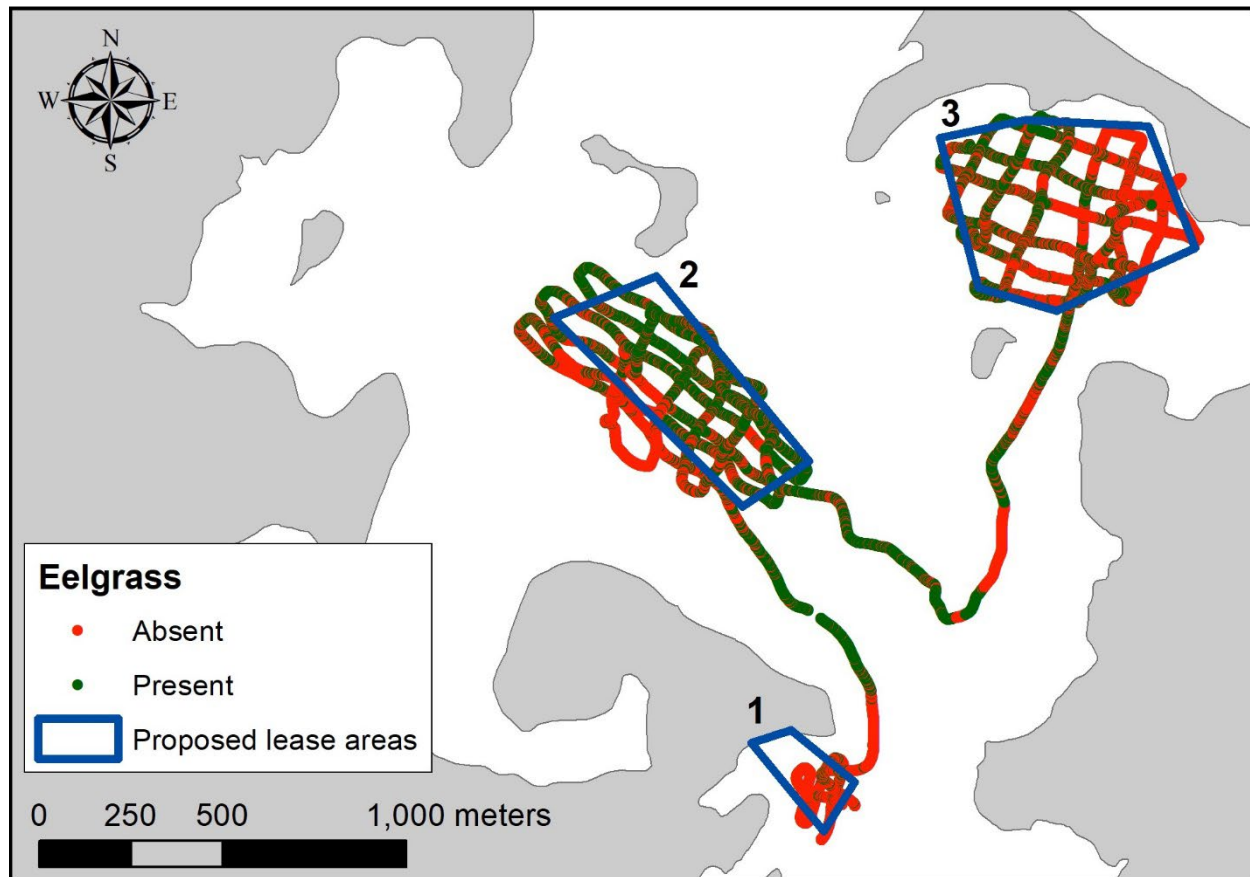 N
W E
S
3
2
1
Eelgrass
Absent
Present
Proposed lease areas
0 250 500 1,000 meters